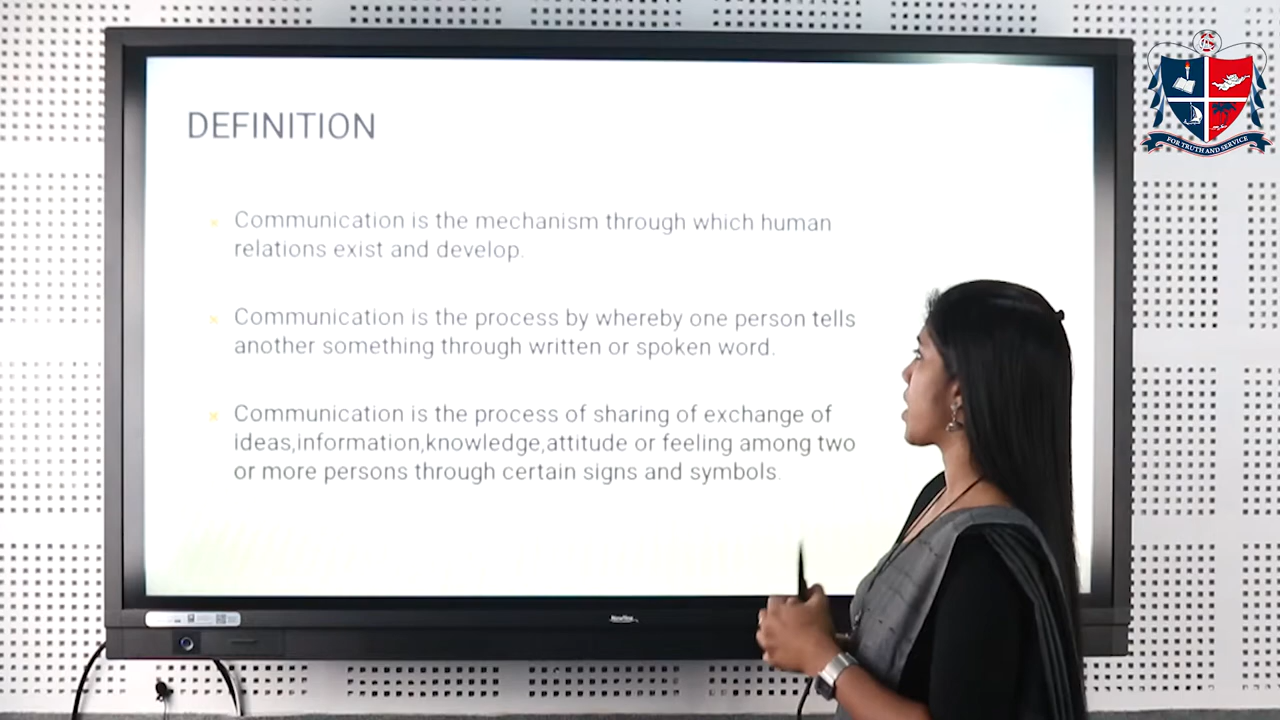 DEFINITION
Communication is the mechanism through which human
relations exist and develop.
Communication is the process by whereby one person tells
another something through written or spoken word.
Communication is the process of sharing of exchange of
ideas,information,knowledge,attitude or feeling among two
or more persons through certain signs and symbols.
FOR TRUTH AND SERVICE